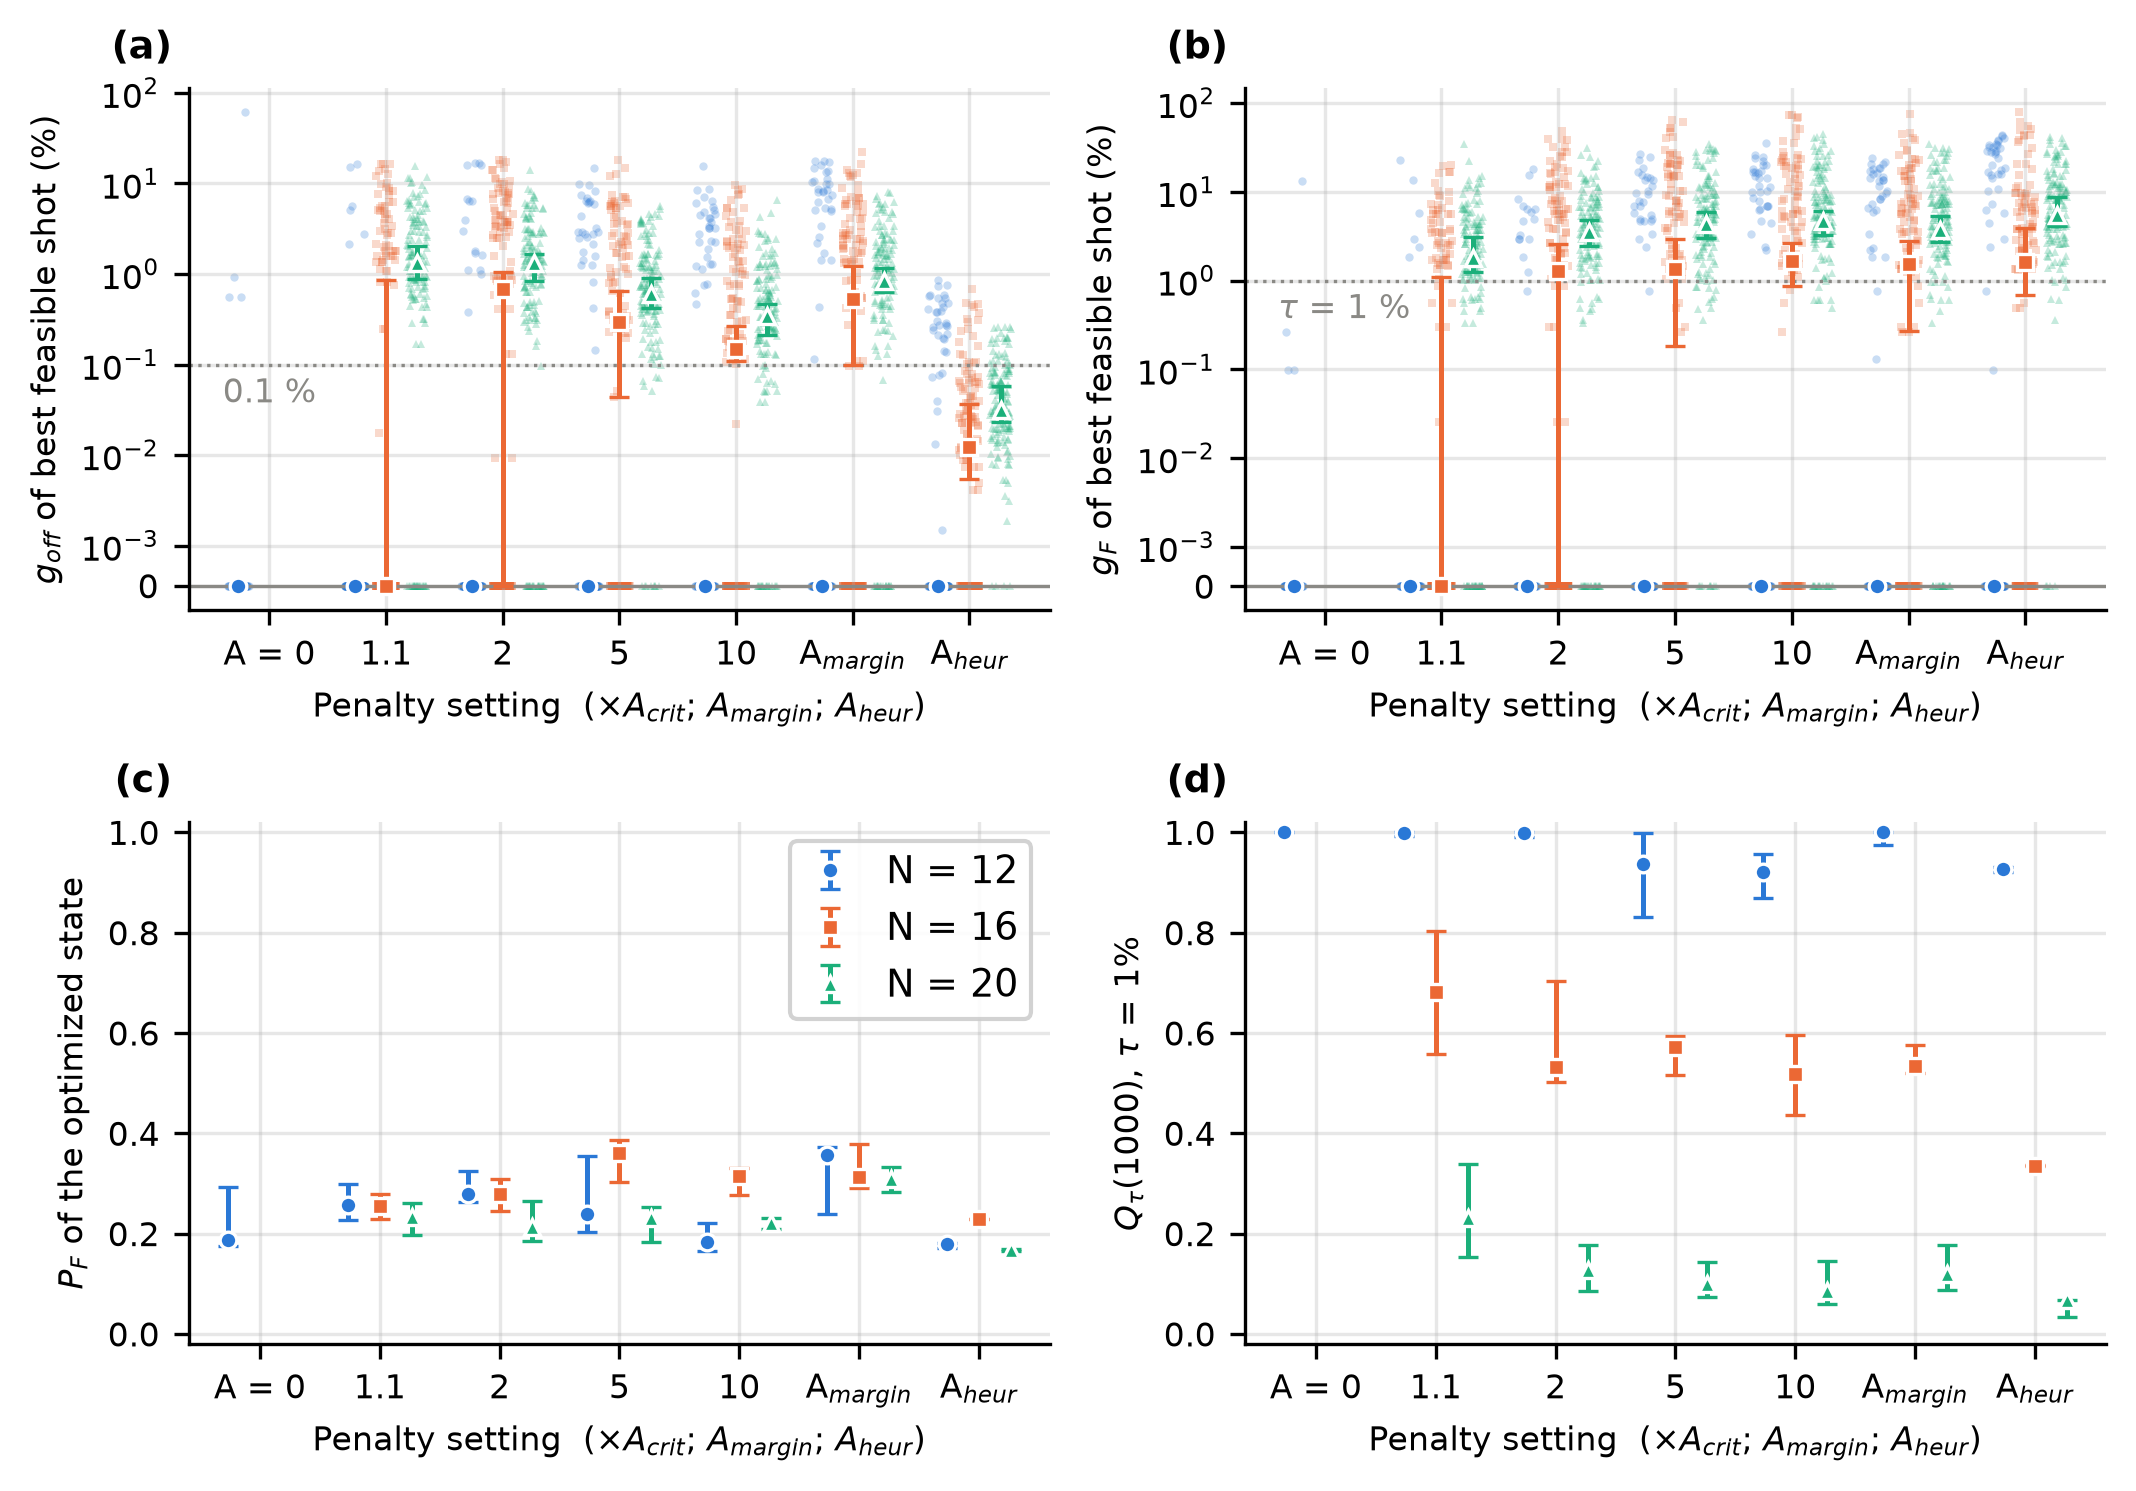 (a)
g_off of best feasible shot (%)
10^2
10^1
10^0
10^−1
10^−2
10^−3
0
0.1 %
A = 0 1.1 2 5 10 A_margin A_heur
Penalty setting (×A_crit; A_margin; A_heur)
(b)
g_F of best feasible shot (%)
10^2
10^1
10^0
10^−1
10^−2
10^−3
0
τ = 1 %
A = 0 1.1 2 5 10 A_margin A_heur
Penalty setting (×A_crit; A_margin; A_heur)
(c)
P_F of the optimized state
1.0
0.8
0.6
0.4
0.2
0.0
N = 12
N = 16
N = 20
A = 0 1.1 2 5 10 A_margin A_heur
Penalty setting (×A_crit; A_margin; A_heur)
(d)
Q_τ(1000), τ = 1%
1.0
0.8
0.6
0.4
0.2
0.0
A = 0 1.1 2 5 10 A_margin A_heur
Penalty setting (×A_crit; A_margin; A_heur)